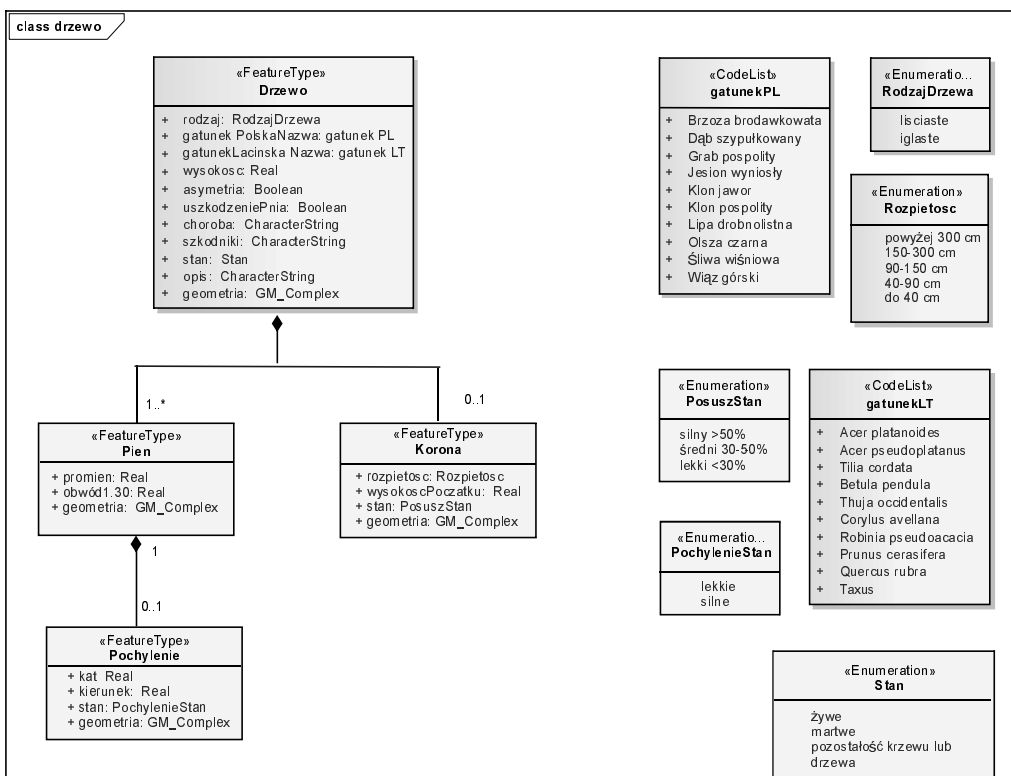 class drzewo
«FeatureType»
Drzewo
+ rodzaj: RodzajDrzewa
+ gatunek PolskaNazwa: gatunek PL
+ gatunekLacinska Nazwa: gatunek LT
+ wysokosc: Real
+ asymetria: Boolean
+ uszkodzeniePnia: Boolean
+ choroba: CharacterString
+ szkodniki: CharacterString
+ stan: Stan
+ opis: CharacterString
+ geometria: GM_Complex
1..*
0..1
«FeatureType»
Pien
+ promien: Real
+ obwód1.30: Real
+ geometria: GM_Complex
«FeatureType»
Korona
+ rozpietosc: Rozpietosc
+ wysokoscPoczatku: Real
+ stan: PosuszStan
+ geometria: GM_Complex
1
0..1
«FeatureType»
Pochylenie
+ kat Real
+ kierunek: Real
+ stan: PochylenieStan
+ geometria: GM_Complex
«CodeList»
gatunekPL
+ Brzoza brodawkowata
+ Dąb szypułkowany
+ Grab pospolity
+ Jesion wyniosły
+ Klon jawor
+ Klon pospolity
+ Lipa drobnolistna
+ Olsza czarna
+ Śliwa wiśniowa
+ Wiąz górski
«Enumeratio...
RodzajDrzewa
lisciaste
iglaste
«Enumeration»
Rozpietosc
powyżej 300 cm
150-300 cm
90-150 cm
40-90 cm
do 40 cm
«Enumeration»
PosuszStan
silny >50%
średni 30-50%
lekki <30%
«CodeList»
gatunekLT
+ Acer platanoides
+ Acer pseudoplatanus
+ Tilia cordata
+ Betula pendula
+ Thuja occidentalis
+ Corylus avellana
+ Robinia pseudoacacia
+ Prunus cerasifera
+ Quercus rubra
+ Taxus
«Enumeratio...
PochylenieStan
lekkie
silne
«Enumeration»
Stan
żywe
martwe
pozostałość krzewu lub
drzewa